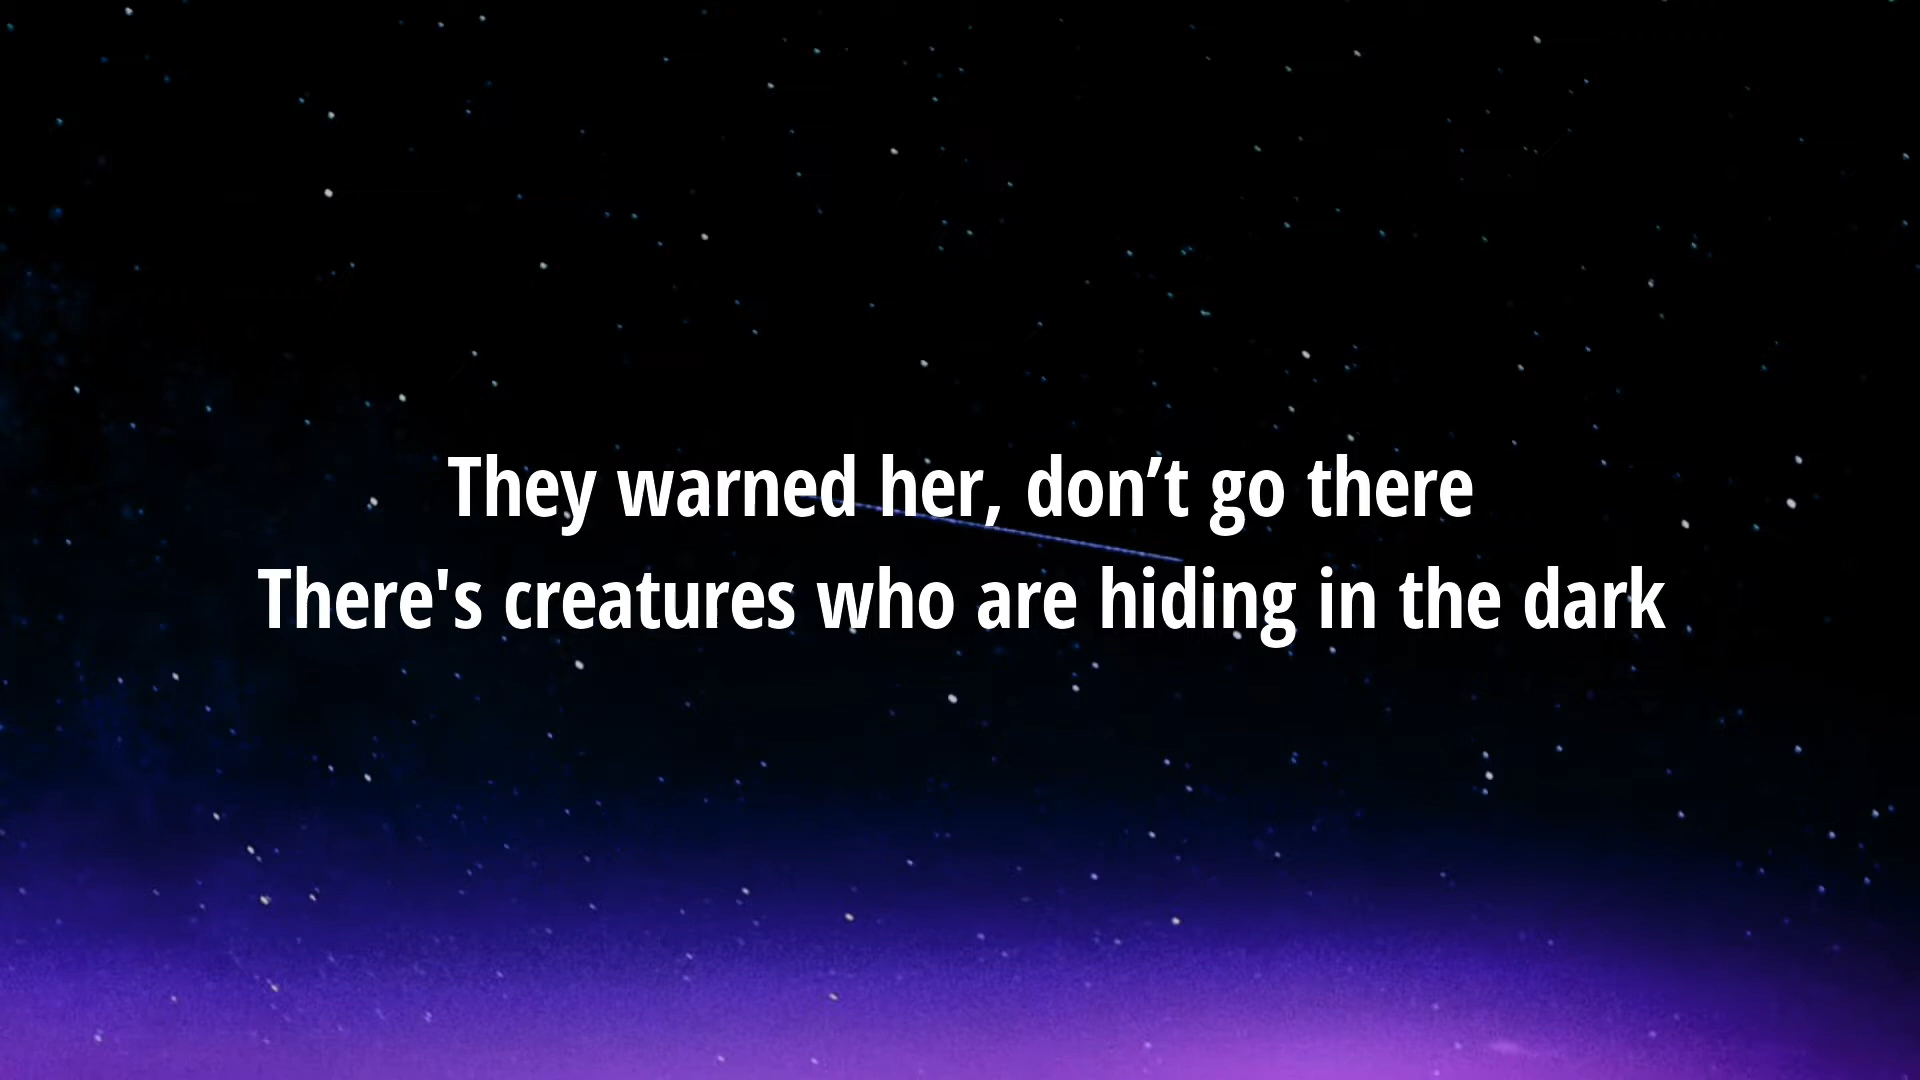 They warned her, don’t go there
There's creatures who are hiding in the dark